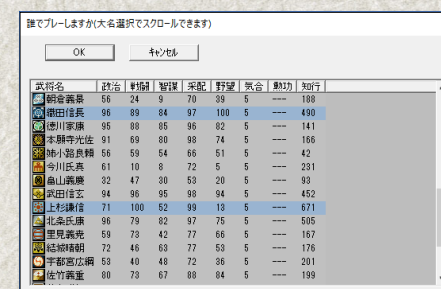 誰でプレーしますか(大名選択でスクロールできます)
OK キャンセル
武将名 政治 戦闘 智謀 采配 野望 気合 勲功 知行
朝倉義景 56 24 9 70 39 5 --- 188
織田信長 96 89 84 97 100 5 --- 490
徳川家康 95 88 85 96 82 5 --- 141
本願寺光佐 91 69 80 98 74 5 --- 166
姉小路良頼 56 59 54 66 51 5 --- 42
今川氏真 61 10 8 72 5 5 --- 231
畠山義慶 32 47 30 53 20 5 --- 93
武田信玄 94 96 95 98 94 5 --- 452
上杉謙信 71 100 52 99 13 5 --- 671
北条氏康 96 79 82 97 75 5 --- 505
里見義尭 59 73 42 77 66 5 --- 167
結城晴朝 72 46 63 77 53 5 --- 176
宇都宮広綱 53 40 48 72 36 5 --- 201
佐竹義重 80 73 67 88 84 5 --- 199